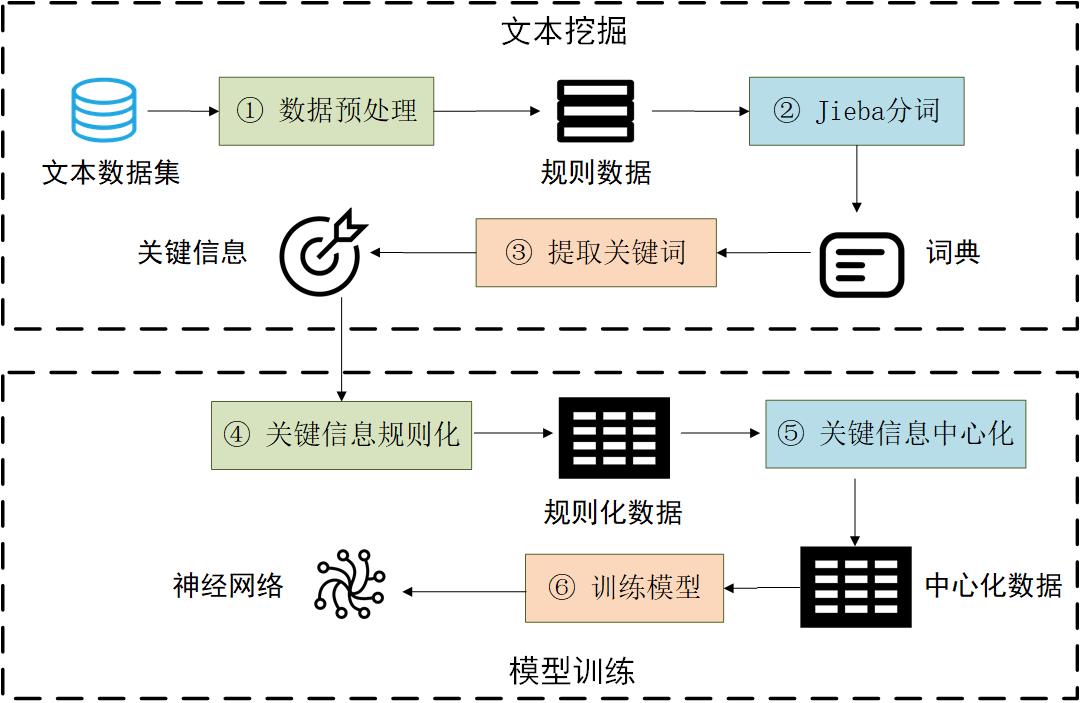 文本挖掘
① 数据预处理
② Jieba分词
文本数据集
规则数据
关键信息
③ 提取关键词
词典
④ 关键信息规则化
⑤ 关键信息中心化
规则化数据
神经网络
⑥ 训练模型
中心化数据
模型训练